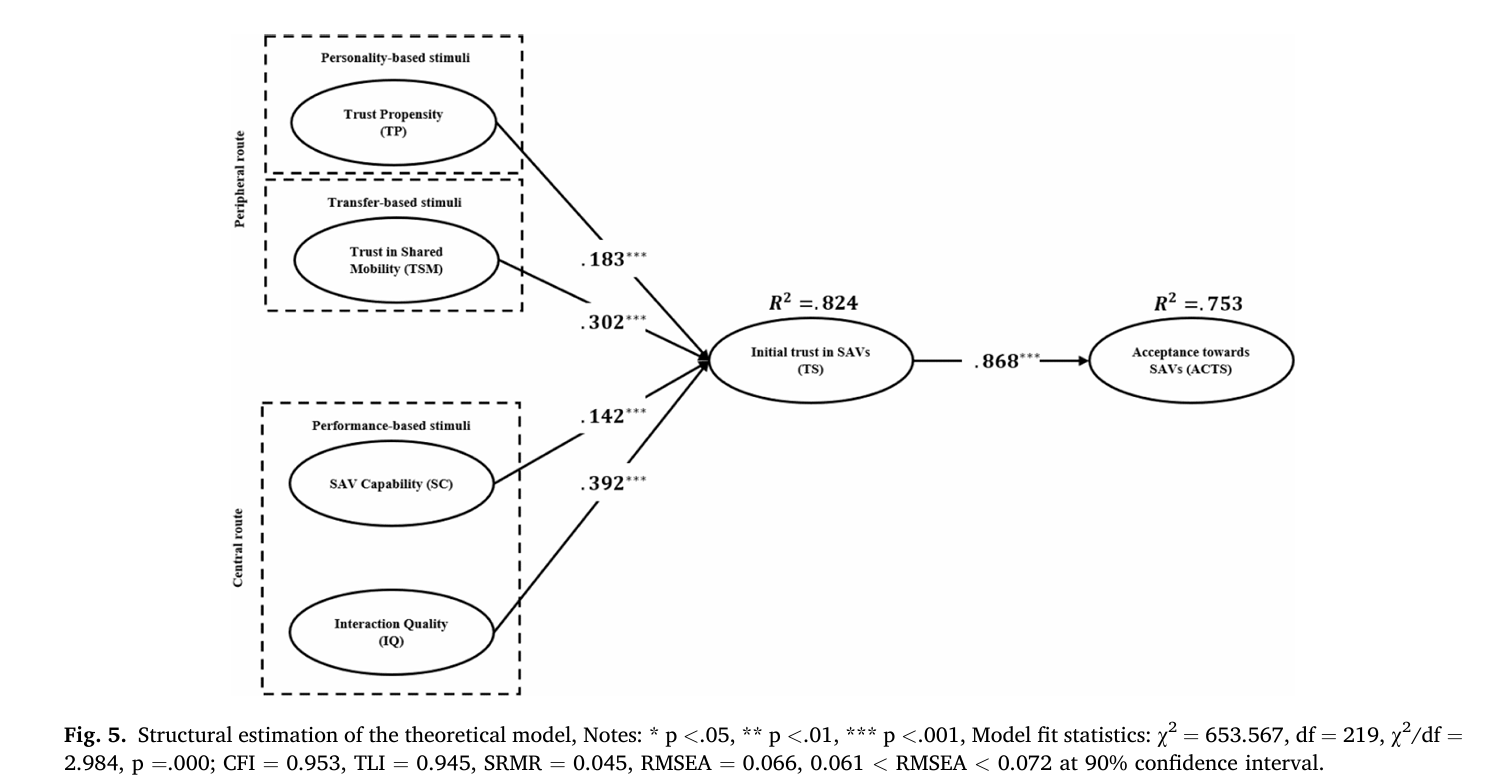 Personality-based stimuli
Trust Propensity
(TP)
Peripheral route
Transfer-based stimuli
Trust in Shared
Mobility (TSM)
.183***
.302***
R² =.824
Initial trust in SAVs
(TS)
.868***
R² =.753
Acceptance towards
SAVs (ACTS)
.142***
.392***
Performance-based stimuli
SAV Capability (SC)
Central route
Interaction Quality
(IQ)
Fig. 5. Structural estimation of the theoretical model, Notes: * p <.05, ** p <.01, *** p <.001, Model fit statistics: χ² = 653.567, df = 219, χ²/df =
2.984, p =.000; CFI = 0.953, TLI = 0.945, SRMR = 0.045, RMSEA = 0.066, 0.061 < RMSEA < 0.072 at 90% confidence interval.